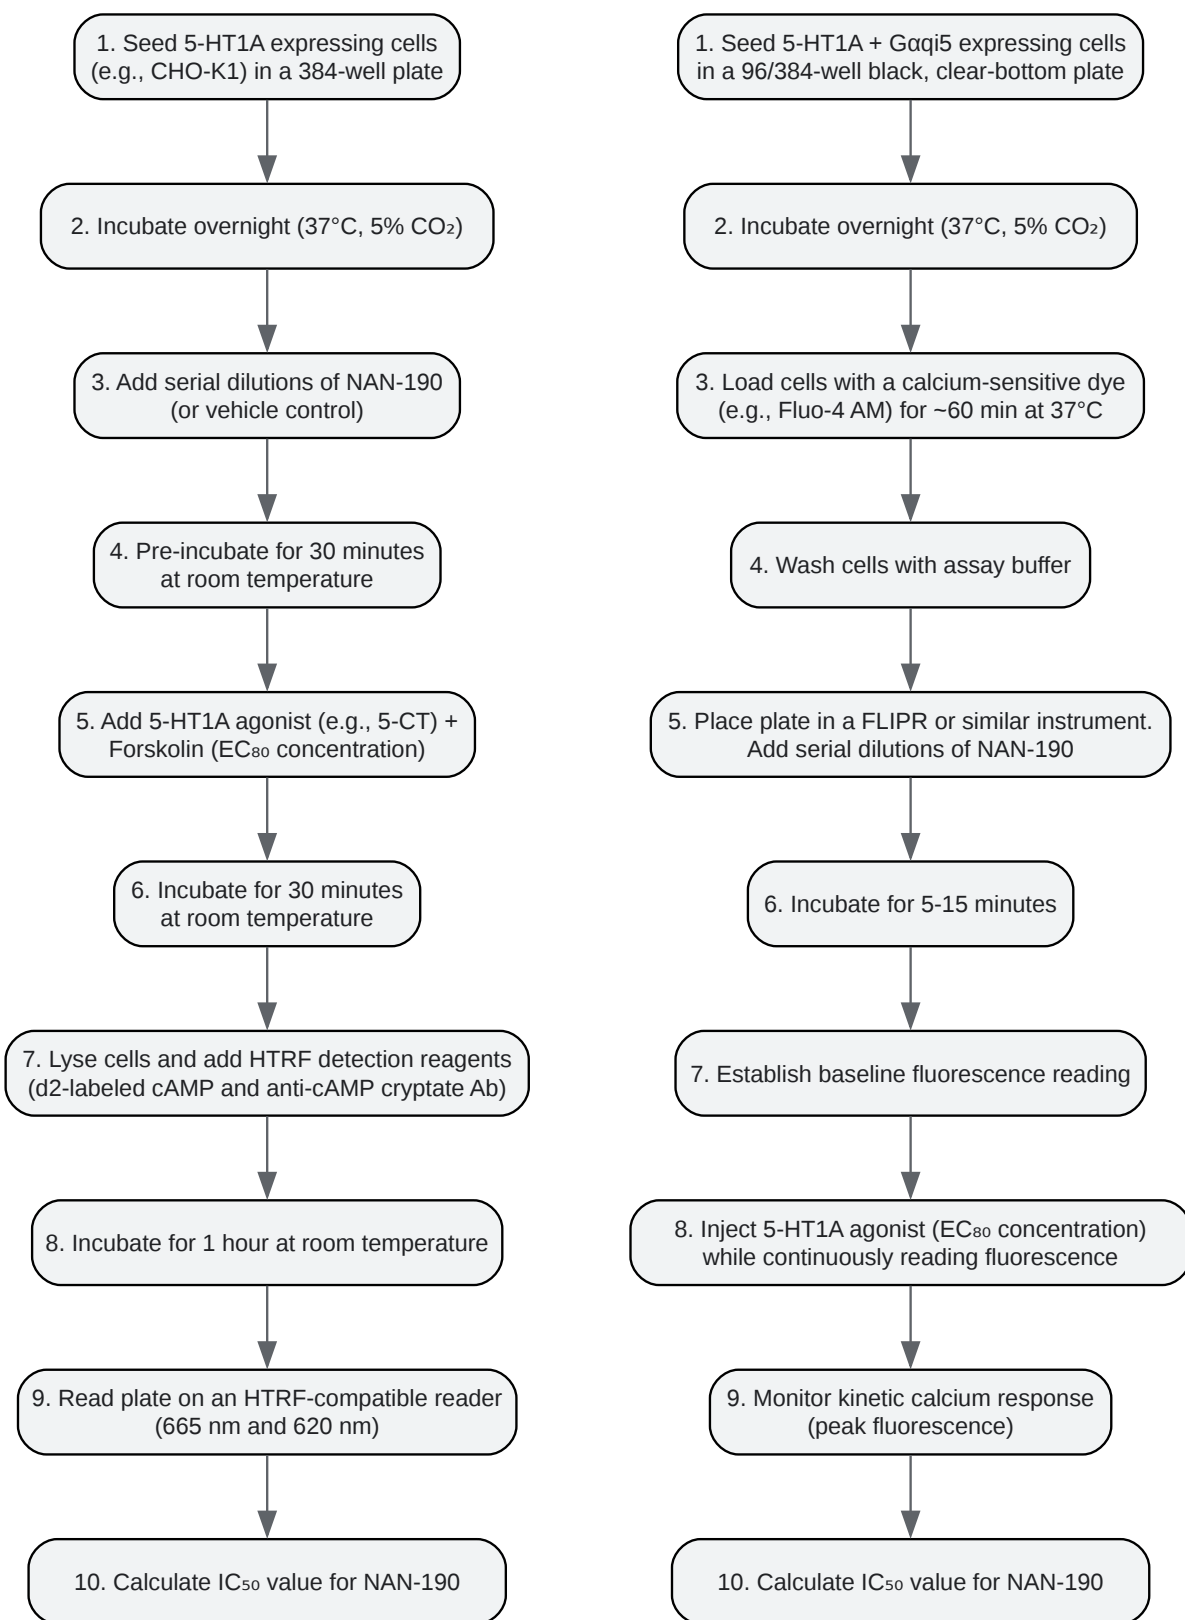 1. Seed 5-HT1A expressing cells
(e.g., CHO-K1) in a 384-well plate
2. Incubate overnight (37°C, 5% CO₂)
3. Add serial dilutions of NAN-190
(or vehicle control)
4. Pre-incubate for 30 minutes
at room temperature
5. Add 5-HT1A agonist (e.g., 5-CT) +
Forskolin (EC₈₀ concentration)
6. Incubate for 30 minutes
at room temperature
7. Lyse cells and add HTRF detection reagents
(d2-labeled cAMP and anti-cAMP cryptate Ab)
8. Incubate for 1 hour at room temperature
9. Read plate on an HTRF-compatible reader
(665 nm and 620 nm)
10. Calculate IC₅₀ value for NAN-190
1. Seed 5-HT1A + Gαqi5 expressing cells
in a 96/384-well black, clear-bottom plate
2. Incubate overnight (37°C, 5% CO₂)
3. Load cells with a calcium-sensitive dye
(e.g., Fluo-4 AM) for ~60 min at 37°C
4. Wash cells with assay buffer
5. Place plate in a FLIPR or similar instrument.
Add serial dilutions of NAN-190
6. Incubate for 5-15 minutes
7. Establish baseline fluorescence reading
8. Inject 5-HT1A agonist (EC₈₀ concentration)
while continuously reading fluorescence
9. Monitor kinetic calcium response
(peak fluorescence)
10. Calculate IC₅₀ value for NAN-190